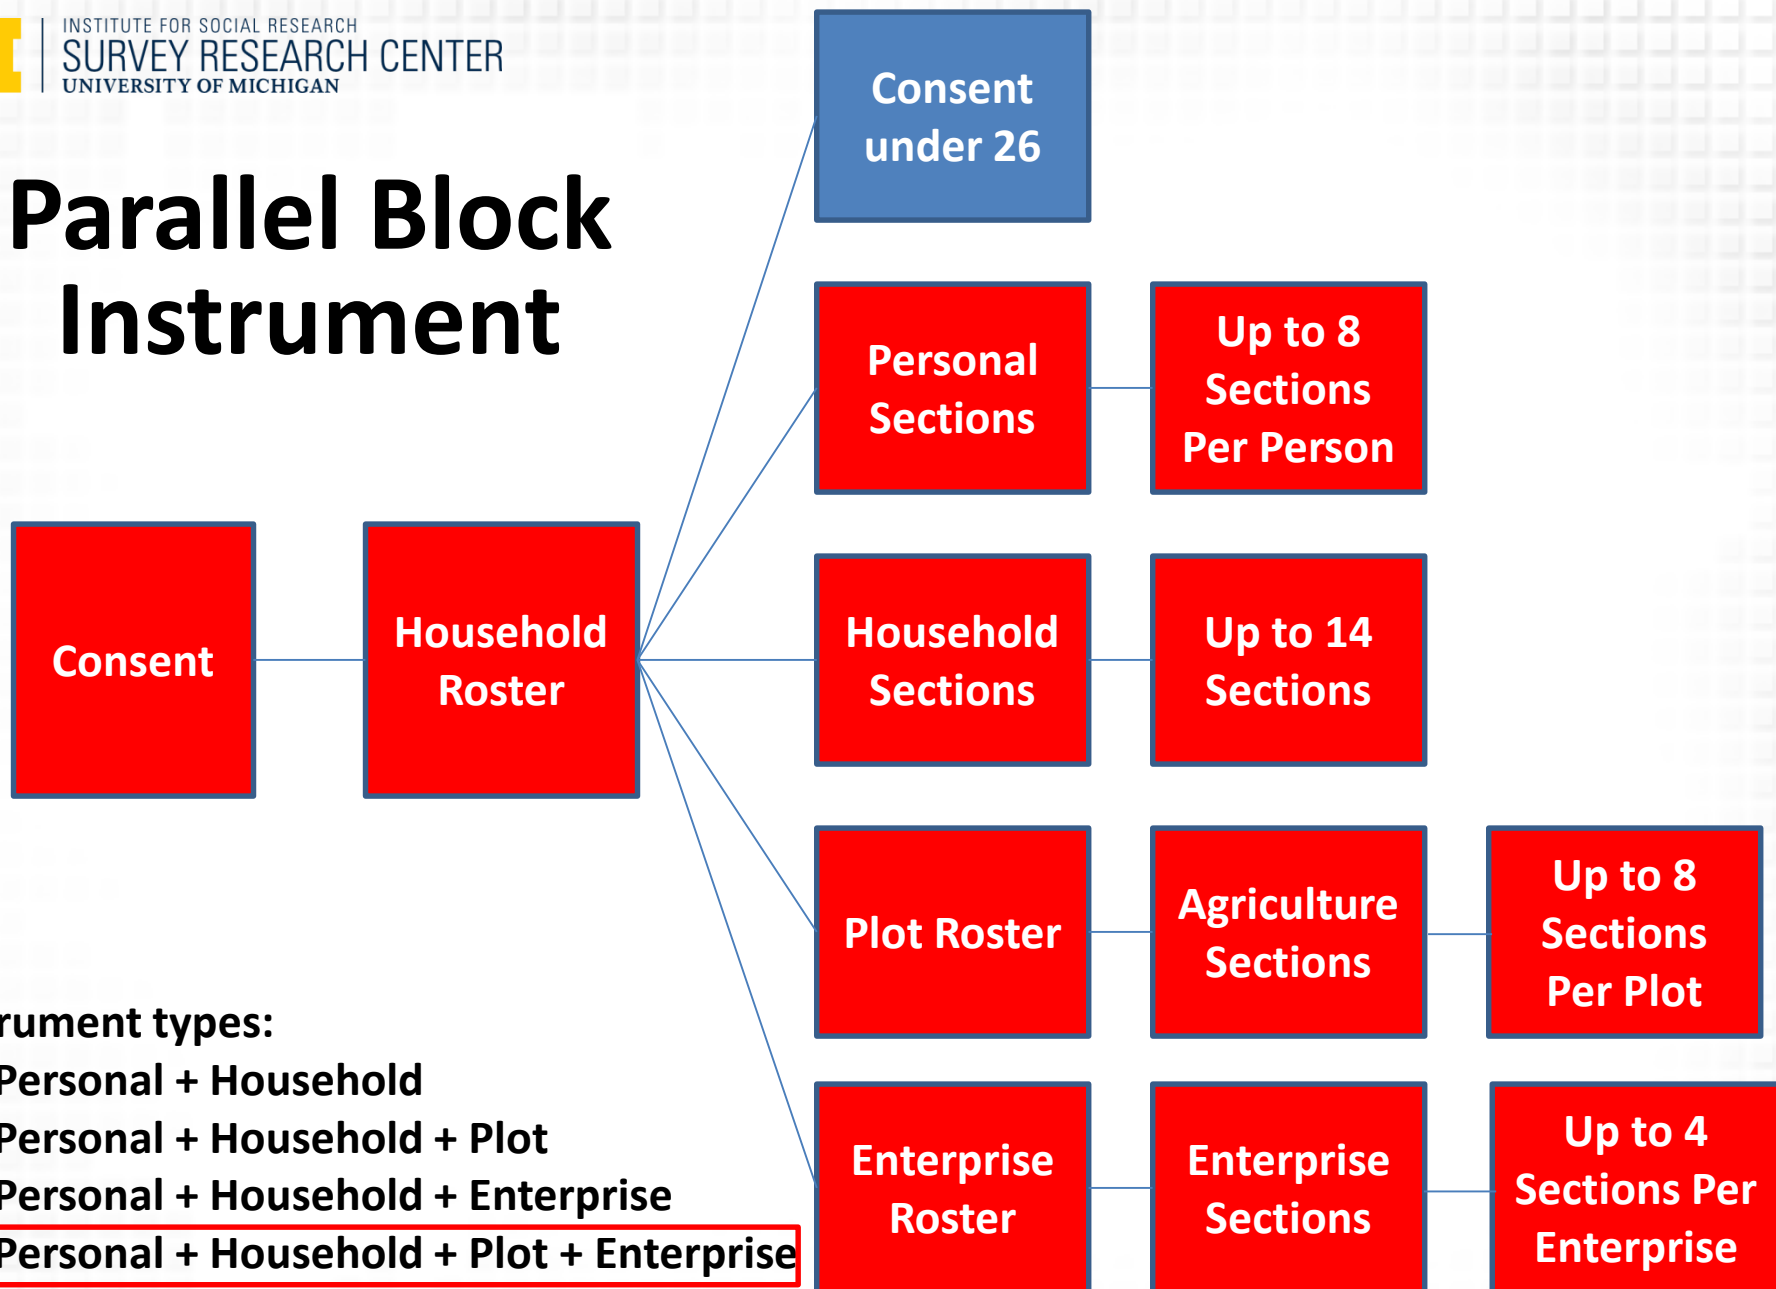 INSTITUTE FOR SOCIAL RESEARCH
SURVEY RESEARCH CENTER
UNIVERSITY OF MICHIGAN
Parallel Block
Instrument
Consent
under 26
Personal
Sections
Up to 8
Sections
Per Person
Consent
Household
Roster
Household
Sections
Up to 14
Sections
Plot Roster
Agriculture
Sections
Up to 8
Sections
Per Plot
Enterprise
Roster
Enterprise
Sections
Up to 4
Sections Per
Enterprise
rument types:
Personal + Household
Personal + Household + Plot
Personal + Household + Enterprise
Personal + Household + Plot + Enterprise